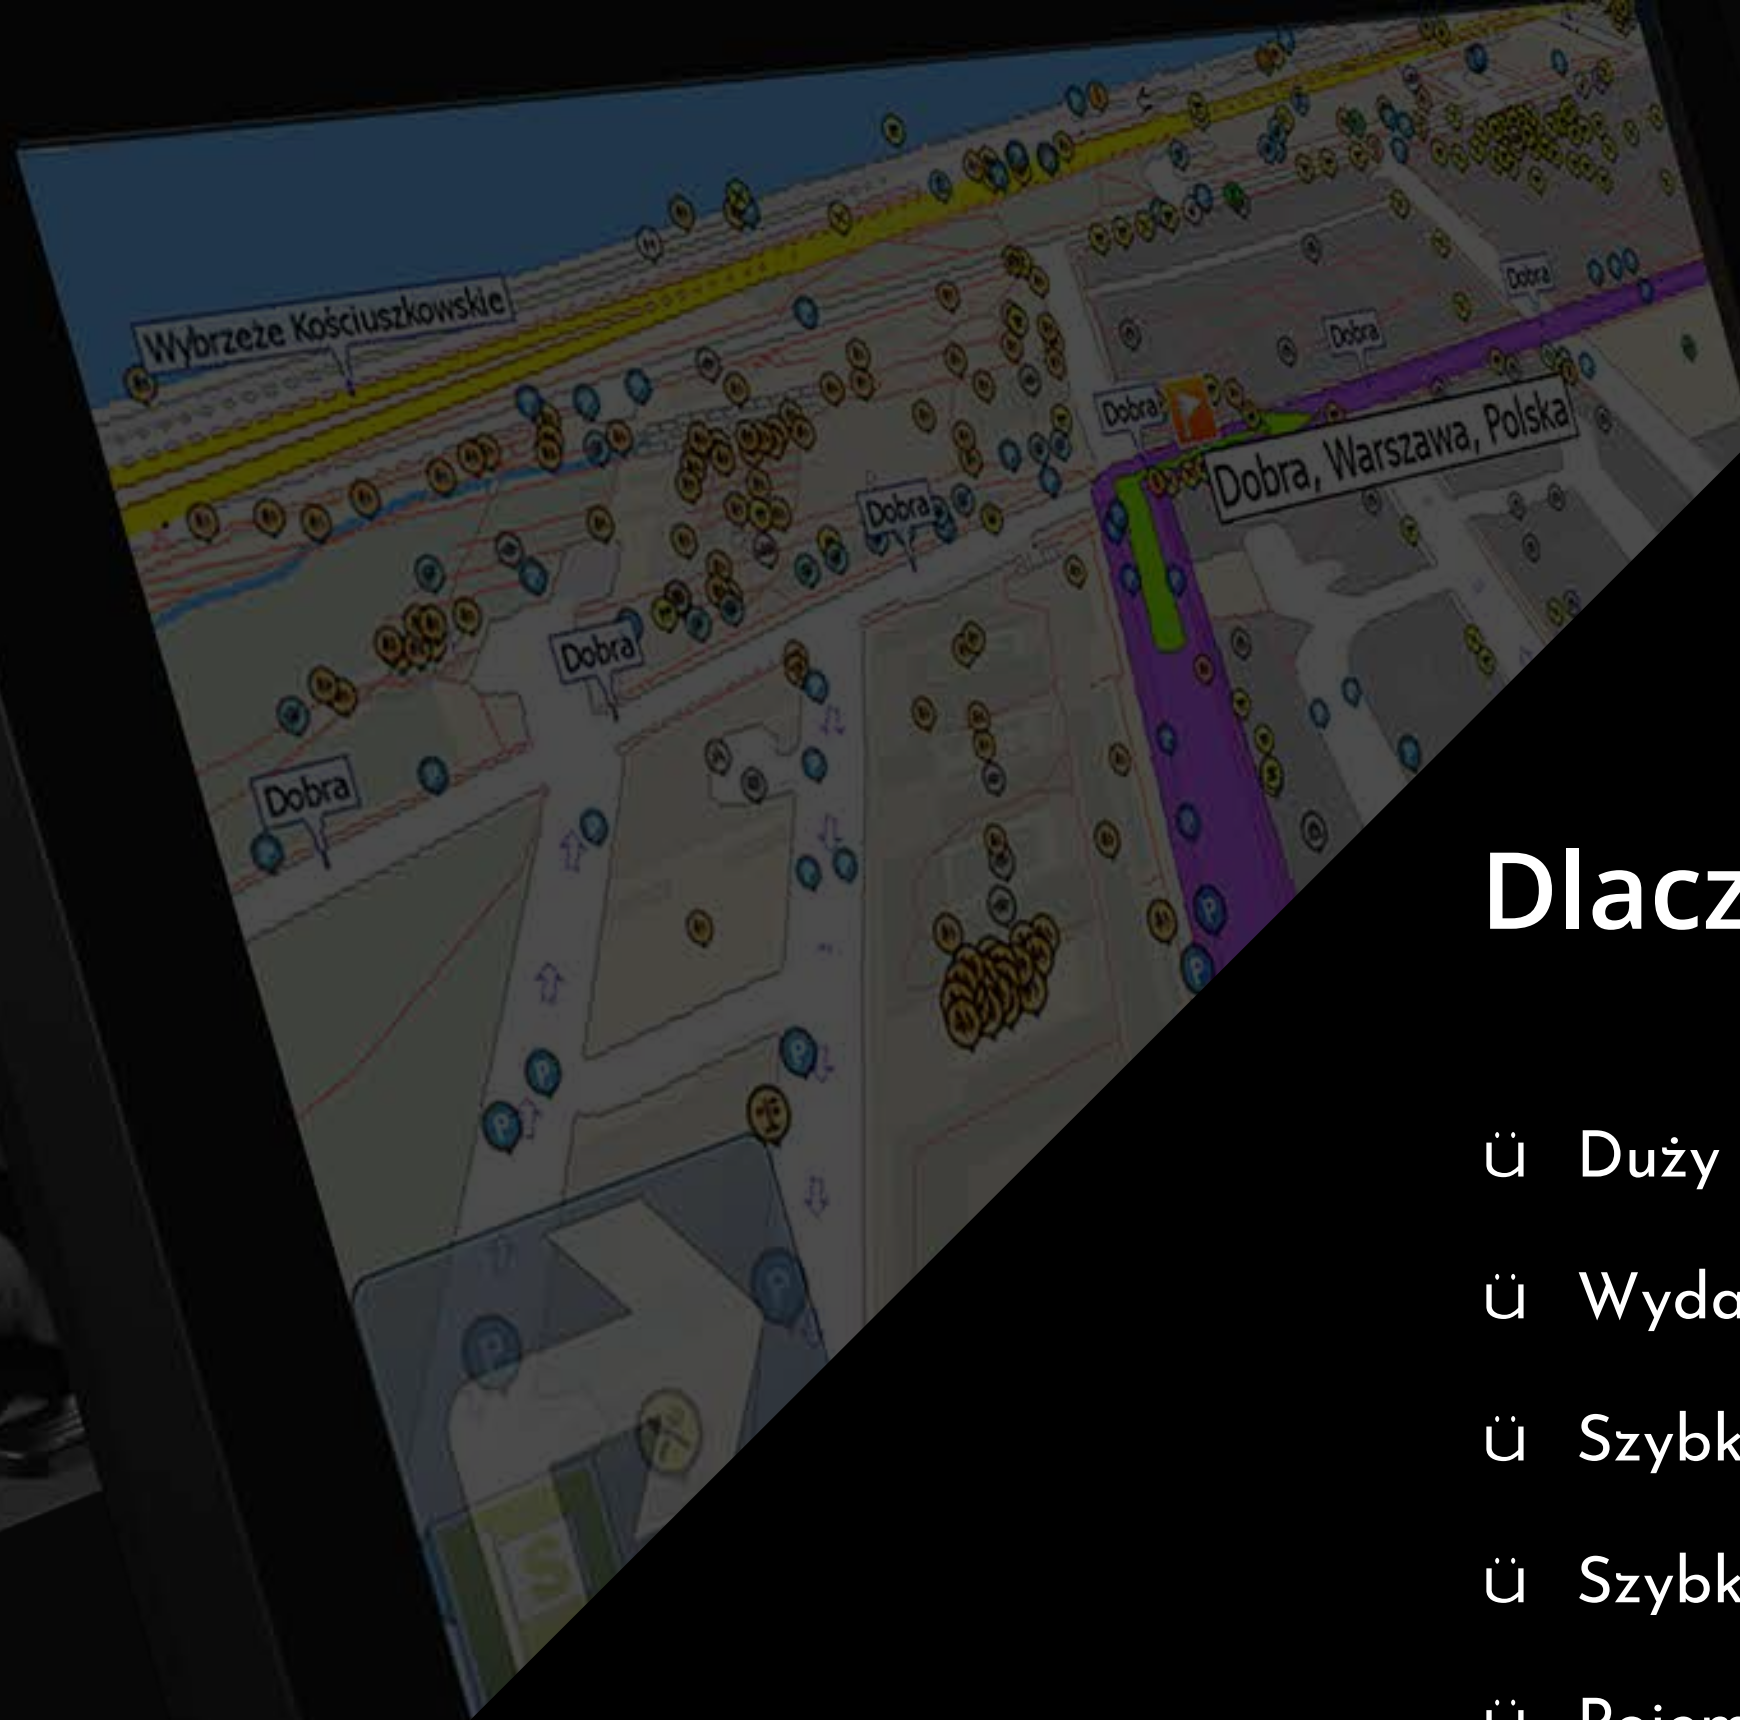 Wybrzeże Kościuszkowskie
Dobra
Dobra
Dobra
Dobra, Warszawa, Polska
Dobra
Dobra
Dobra
P
P
P
P
P
P
S
Dlacz
ü Duży
ü Wyda
ü Szybk
ü Szybk